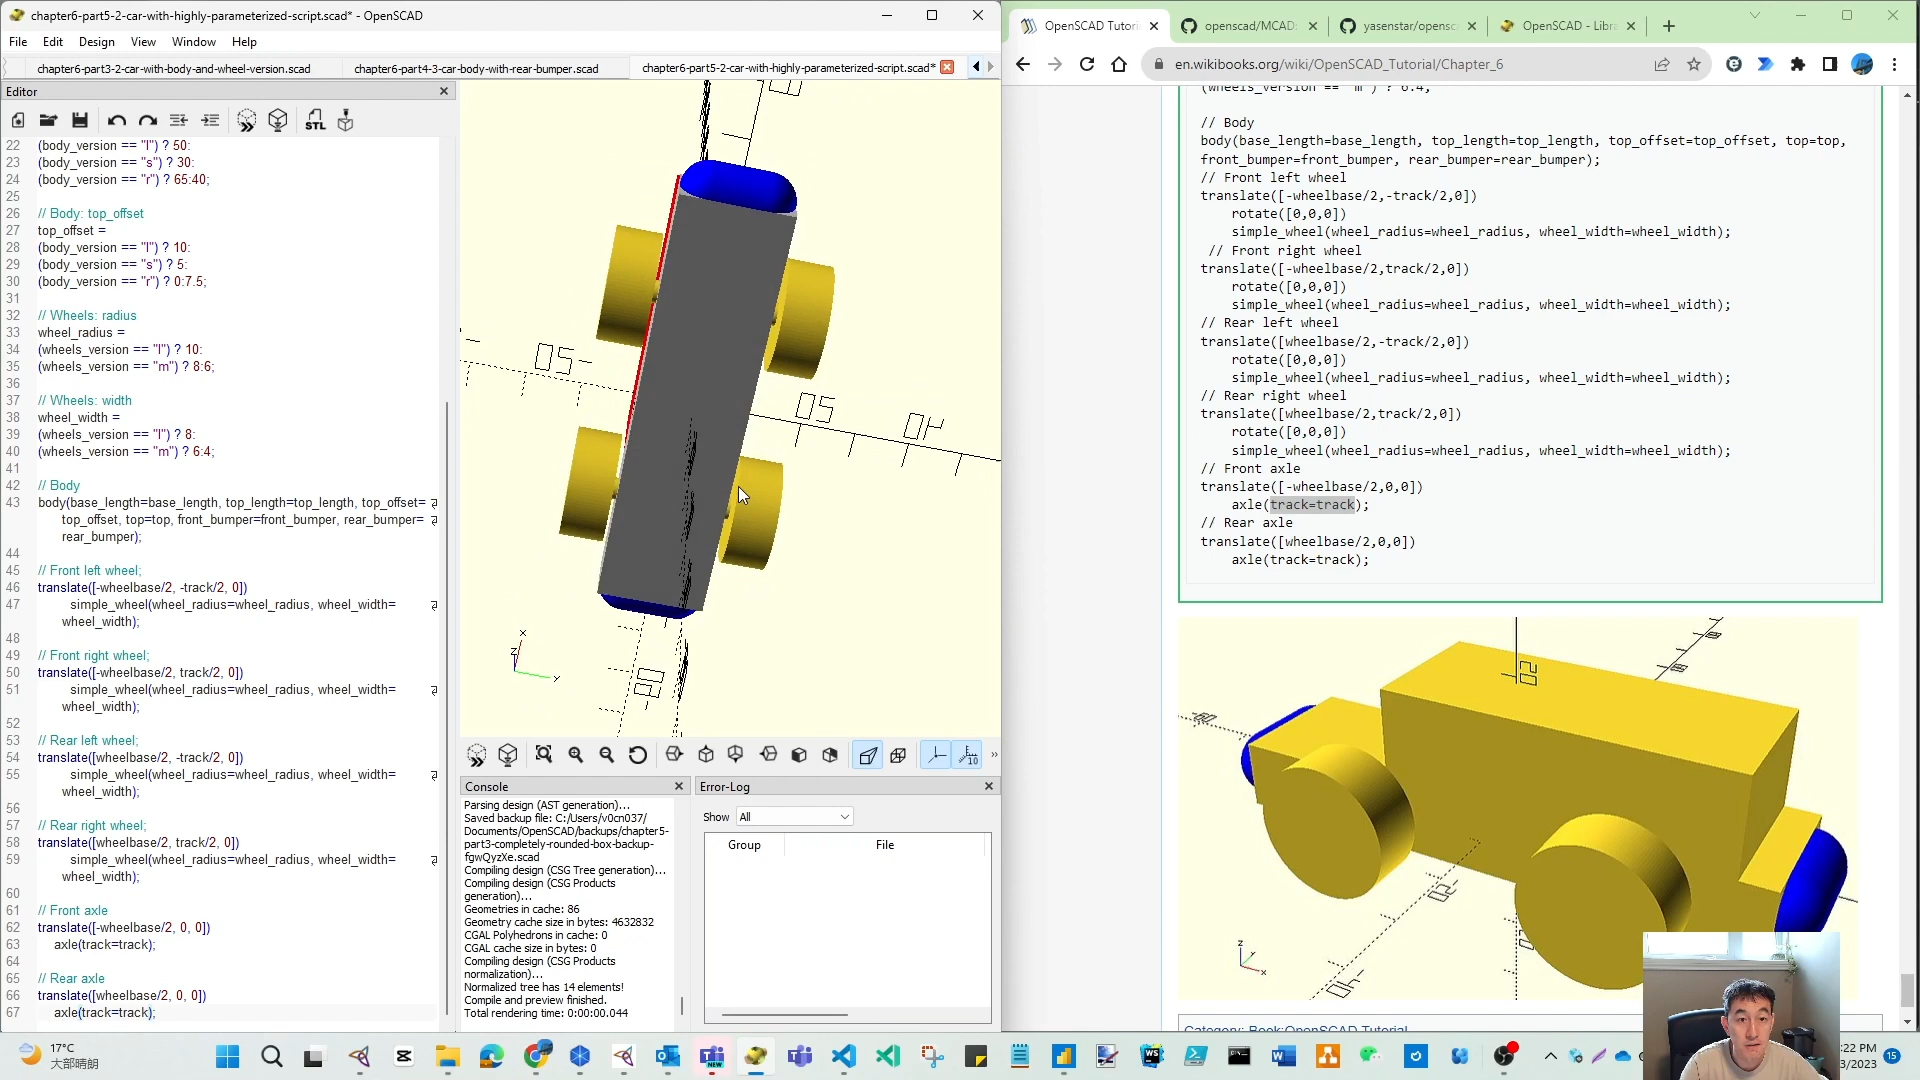 chapter6-part5-2-car-with-highly-parameterized-script.scad* - OpenSCAD
File Edit Design View Window Help
chapter6-part3-2-car-with-body-and-wheel-version.scad
chapter6-part4-3-car-body-with-rear-bumper.scad
chapter6-part5-2-car-with-highly-parameterized-script.scad*
Editor
STL
22 (body_version == "l") ? 50:
23 (body_version == "s") ? 30:
24 (body_version == "r") ? 65:40;
25
26 // Body: top_offset
27 top_offset =
28 (body_version == "l") ? 10:
29 (body_version == "s") ? 5:
30 (body_version == "r") ? 0:7.5;
31
32 // Wheels: radius
33 wheel_radius =
34 (wheels_version == "l") ? 10:
35 (wheels_version == "m") ? 8:6;
36
37 // Wheels: width
38 wheel_width =
39 (wheels_version == "l") ? 8:
40 (wheels_version == "m") ? 6:4;
41
42 // Body
43 body(base_length=base_length, top_length=top_length, top_offset=
top_offset, top=top, front_bumper=front_bumper, rear_bumper=
rear_bumper);
44
45 // Front left wheel;
46 translate([-wheelbase/2, -track/2, 0])
47 simple_wheel(wheel_radius=wheel_radius, wheel_width=
wheel_width);
48
49 // Front right wheel;
50 translate([-wheelbase/2, track/2, 0])
51 simple_wheel(wheel_radius=wheel_radius, wheel_width=
wheel_width);
52
53 // Rear left wheel;
54 translate([wheelbase/2, -track/2, 0])
55 simple_wheel(wheel_radius=wheel_radius, wheel_width=
wheel_width);
56
57 // Rear right wheel;
58 translate([wheelbase/2, track/2, 0])
59 simple_wheel(wheel_radius=wheel_radius, wheel_width=
wheel_width);
60
61 // Front axle
62 translate([-wheelbase/2, 0, 0])
63 axle(track=track);
64
65 // Rear axle
66 translate([wheelbase/2, 0, 0])
67 axle(track=track);
x
z
y
10
Console
Parsing design (AST generation)...
Saved backup file: C:/Users/v0cn037/
Documents/OpenSCAD/backups/chapter5-
part3-completely-rounded-box-backup-
fgwQyzXe.scad
Compiling design (CSG Tree generation)...
Compiling design (CSG Products
generation)...
Geometries in cache: 86
Geometry cache size in bytes: 4632832
CGAL Polyhedrons in cache: 0
CGAL cache size in bytes: 0
Compiling design (CSG Products
normalization)...
Normalized tree has 14 elements!
Compile and preview finished.
Total rendering time: 0:00:00.044
Error-Log
Show All
Group File
OpenSCAD Tutori
openscad/MCAD:
yasenstar/opensc
OpenSCAD - Libra
en.wikibooks.org/wiki/OpenSCAD_Tutorial/Chapter_6
(wheels_version == "m") ? 6:4;
// Body
body(base_length=base_length, top_length=top_length, top_offset=top_offset, top=top,
front_bumper=front_bumper, rear_bumper=rear_bumper);
// Front left wheel
translate([-wheelbase/2,-track/2,0])
rotate([0,0,0])
simple_wheel(wheel_radius=wheel_radius, wheel_width=wheel_width);
// Front right wheel
translate([-wheelbase/2,track/2,0])
rotate([0,0,0])
simple_wheel(wheel_radius=wheel_radius, wheel_width=wheel_width);
// Rear left wheel
translate([wheelbase/2,-track/2,0])
rotate([0,0,0])
simple_wheel(wheel_radius=wheel_radius, wheel_width=wheel_width);
// Rear right wheel
translate([wheelbase/2,track/2,0])
rotate([0,0,0])
simple_wheel(wheel_radius=wheel_radius, wheel_width=wheel_width);
// Front axle
translate([-wheelbase/2,0,0])
axle(track=track);
// Rear axle
translate([wheelbase/2,0,0])
axle(track=track);
20
z
y
x
Category: Book:OpenSCAD Tutorial
17°C
大部晴朗
NEW
:22 PM
3/2023
15